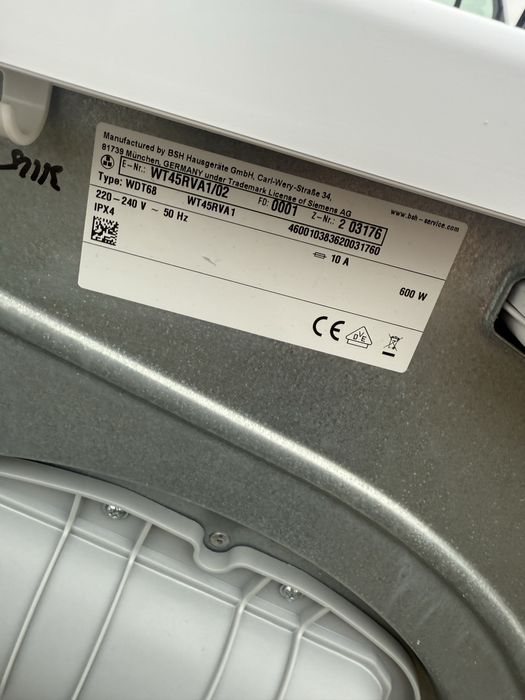 Manufactured by BSH Hausgeräte GmbH, Carl-Wery-Straße 34,
81739 München, GERMANY under Trademark License of Siemens AG
www.bsh-service.com
E-Nr.: WT45RVA1/02 FD: 0001 Z-Nr.: 2 03176
Type: WDT68 WT45RVA1 460010383620031760
220-240 V ~ 50 Hz 10 A
IPX4 600 W
CE DVE